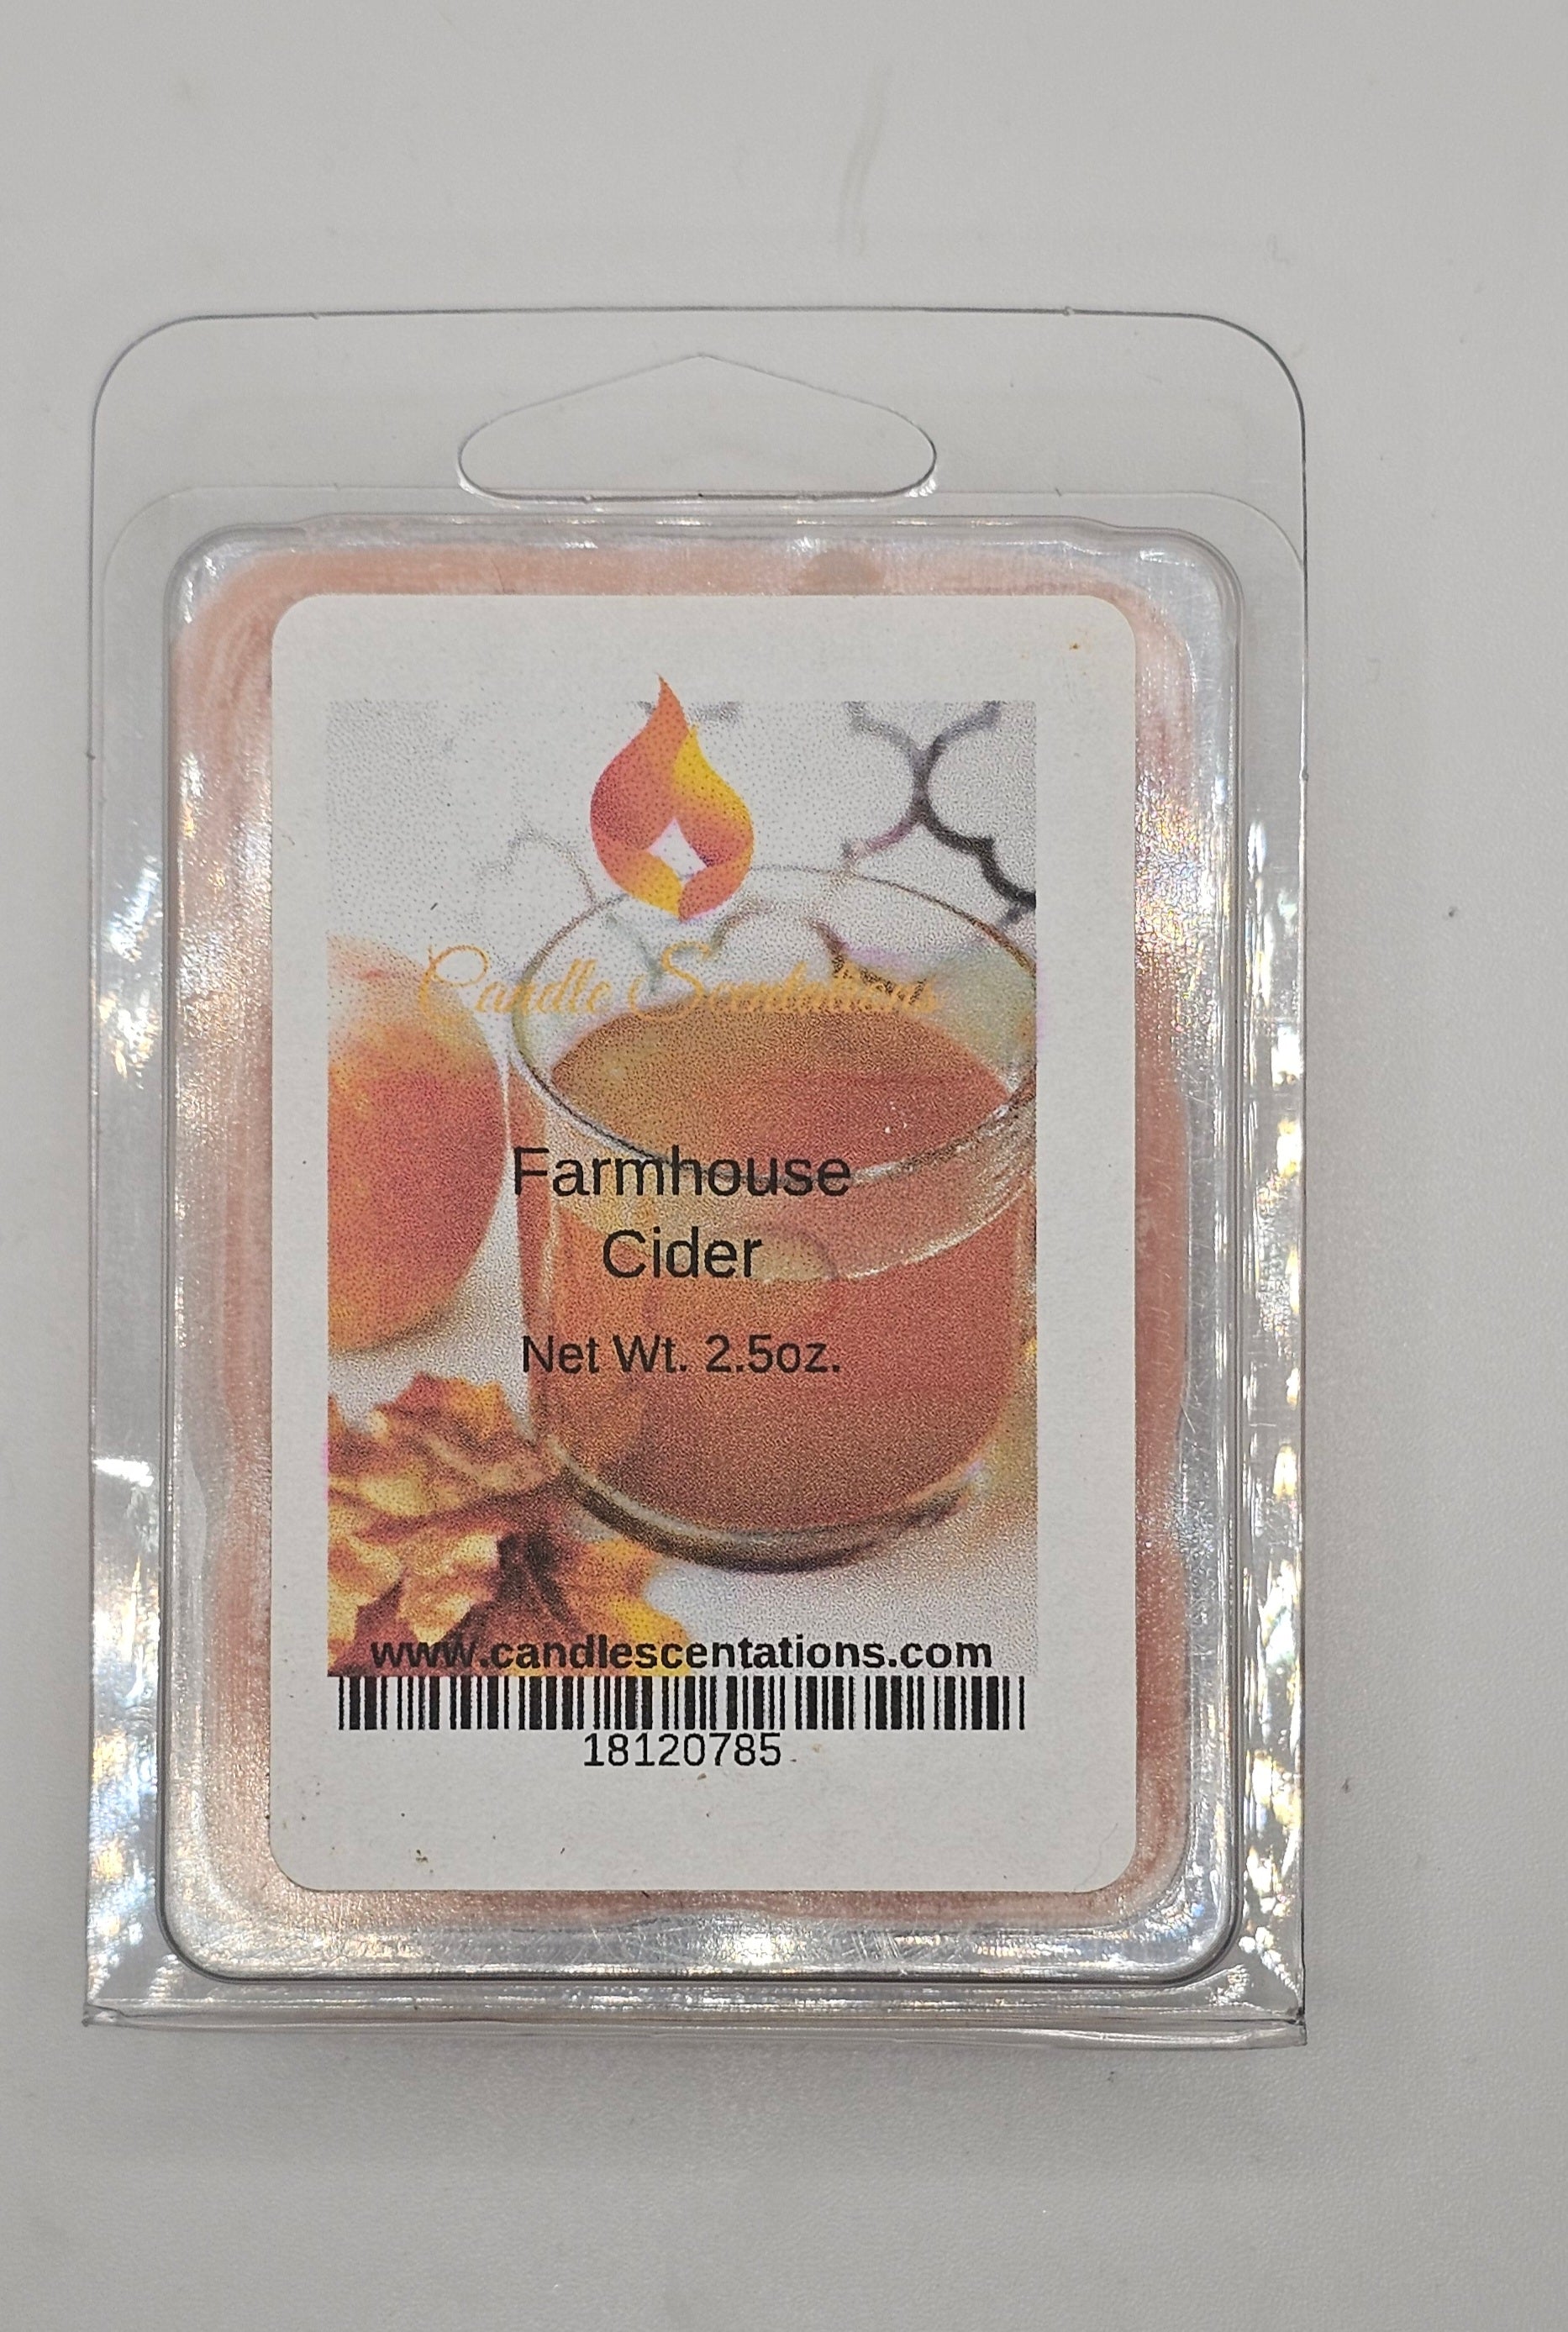 Candle Scentations
Farmhouse
Cider
Net Wt. 2.5oz.
www.candlescentations.com
18120785